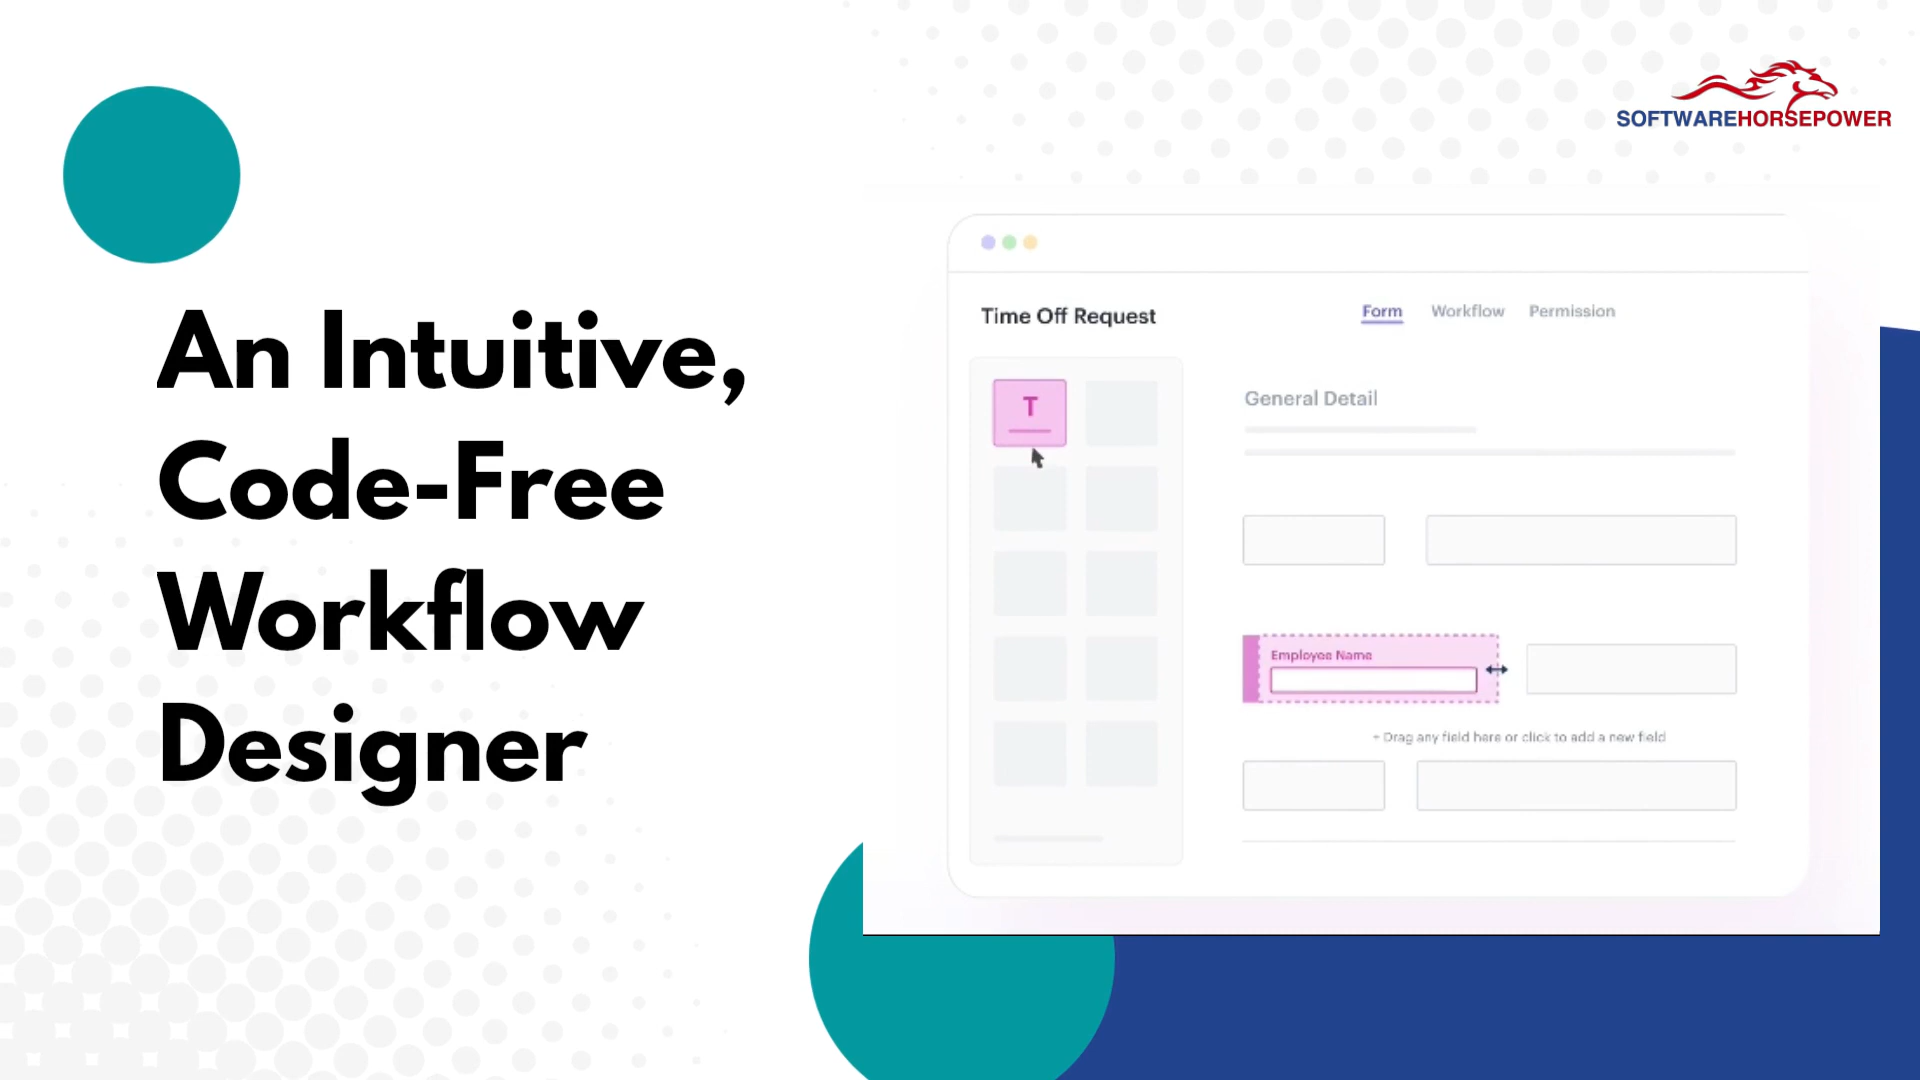 SOFTWAREHORSEPOWER
An Intuitive,
Code-Free
Workflow
Designer
Time Off Request
Form Workflow Permission
T
General Detail
Employee Name
+ Drag any field here or click to add a new field